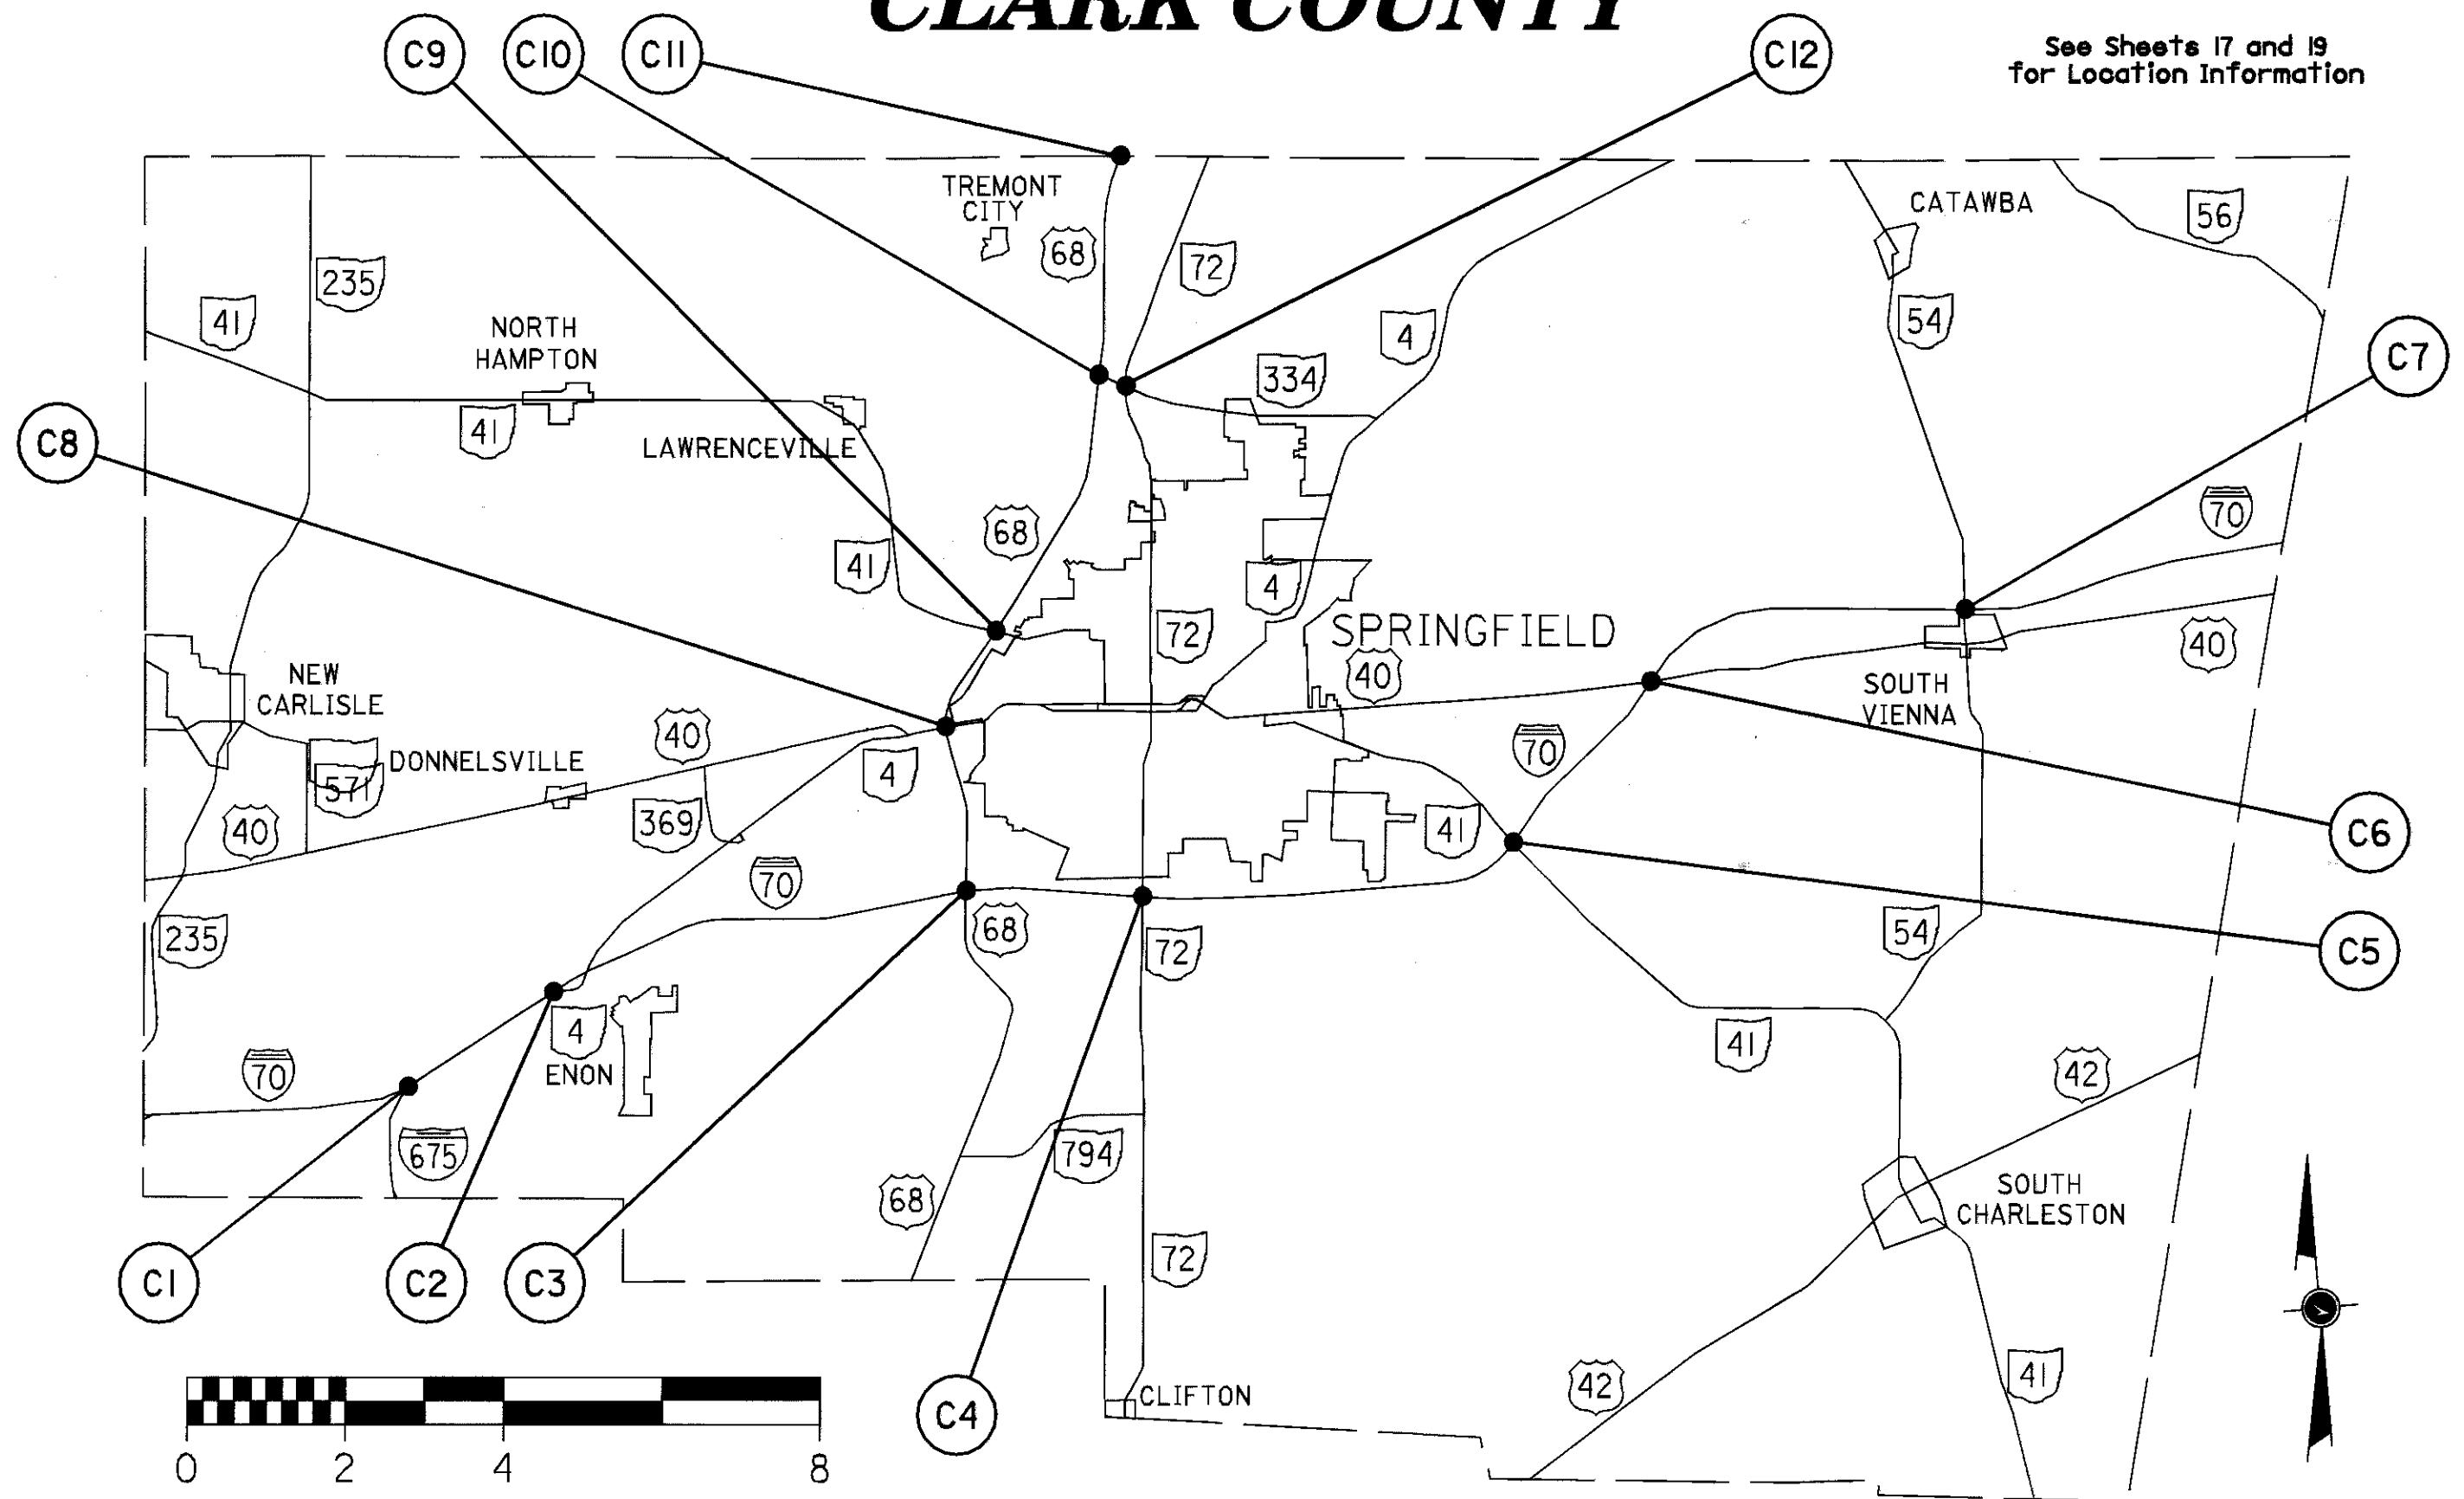 CLARK COUNTY
See Sheets 17 and 19
for Location Information
C9
C10
C11
C12
TREMONT
CITY
68
72
CATAWBA
56
235
41
NORTH
HAMPTON
4
54
334
C7
41
LAWRENCEVILLE
C8
68
70
41
4
72
SPRINGFIELD
40
40
NEW
CARLISLE
SOUTH
VIENNA
40
DONNELSVILLE
571
4
70
40
369
41
C6
70
235
68
72
54
C5
4
ENON
70
41
42
675
794
68
SOUTH
CHARLESTON
72
C1
C2
C3
C4
CLIFTON
42
41
0
2
4
8